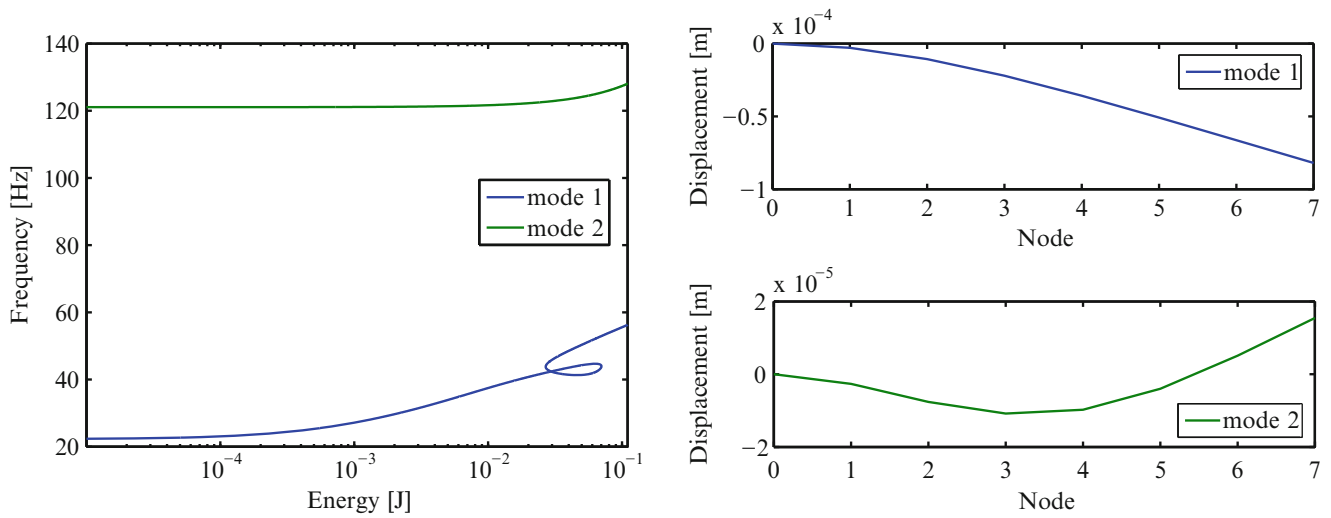 140
120
100
80
60
40
20
Frequency [Hz]
mode 1
mode 2
10−4
10−3
10−2
10−1
Energy [J]
x 10−4
0
−0.5
−1
Displacement [m]
mode 1
0 1 2 3 4 5 6 7
Node
x 10−5
2
0
−2
Displacement [m]
mode 2
0 1 2 3 4 5 6 7
Node